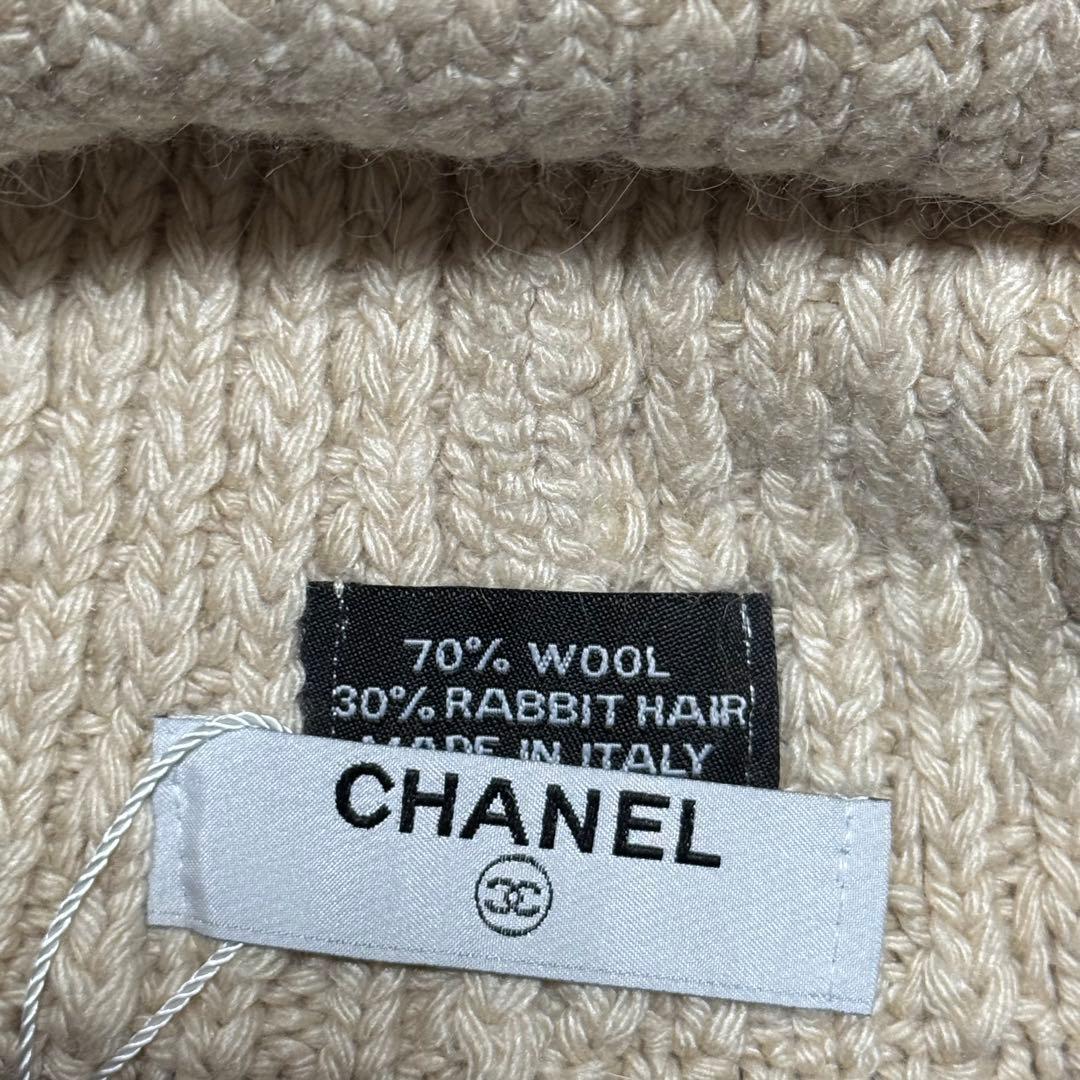 70% WOOL
30% RABBIT HAIR
MADE IN ITALY
CHANEL